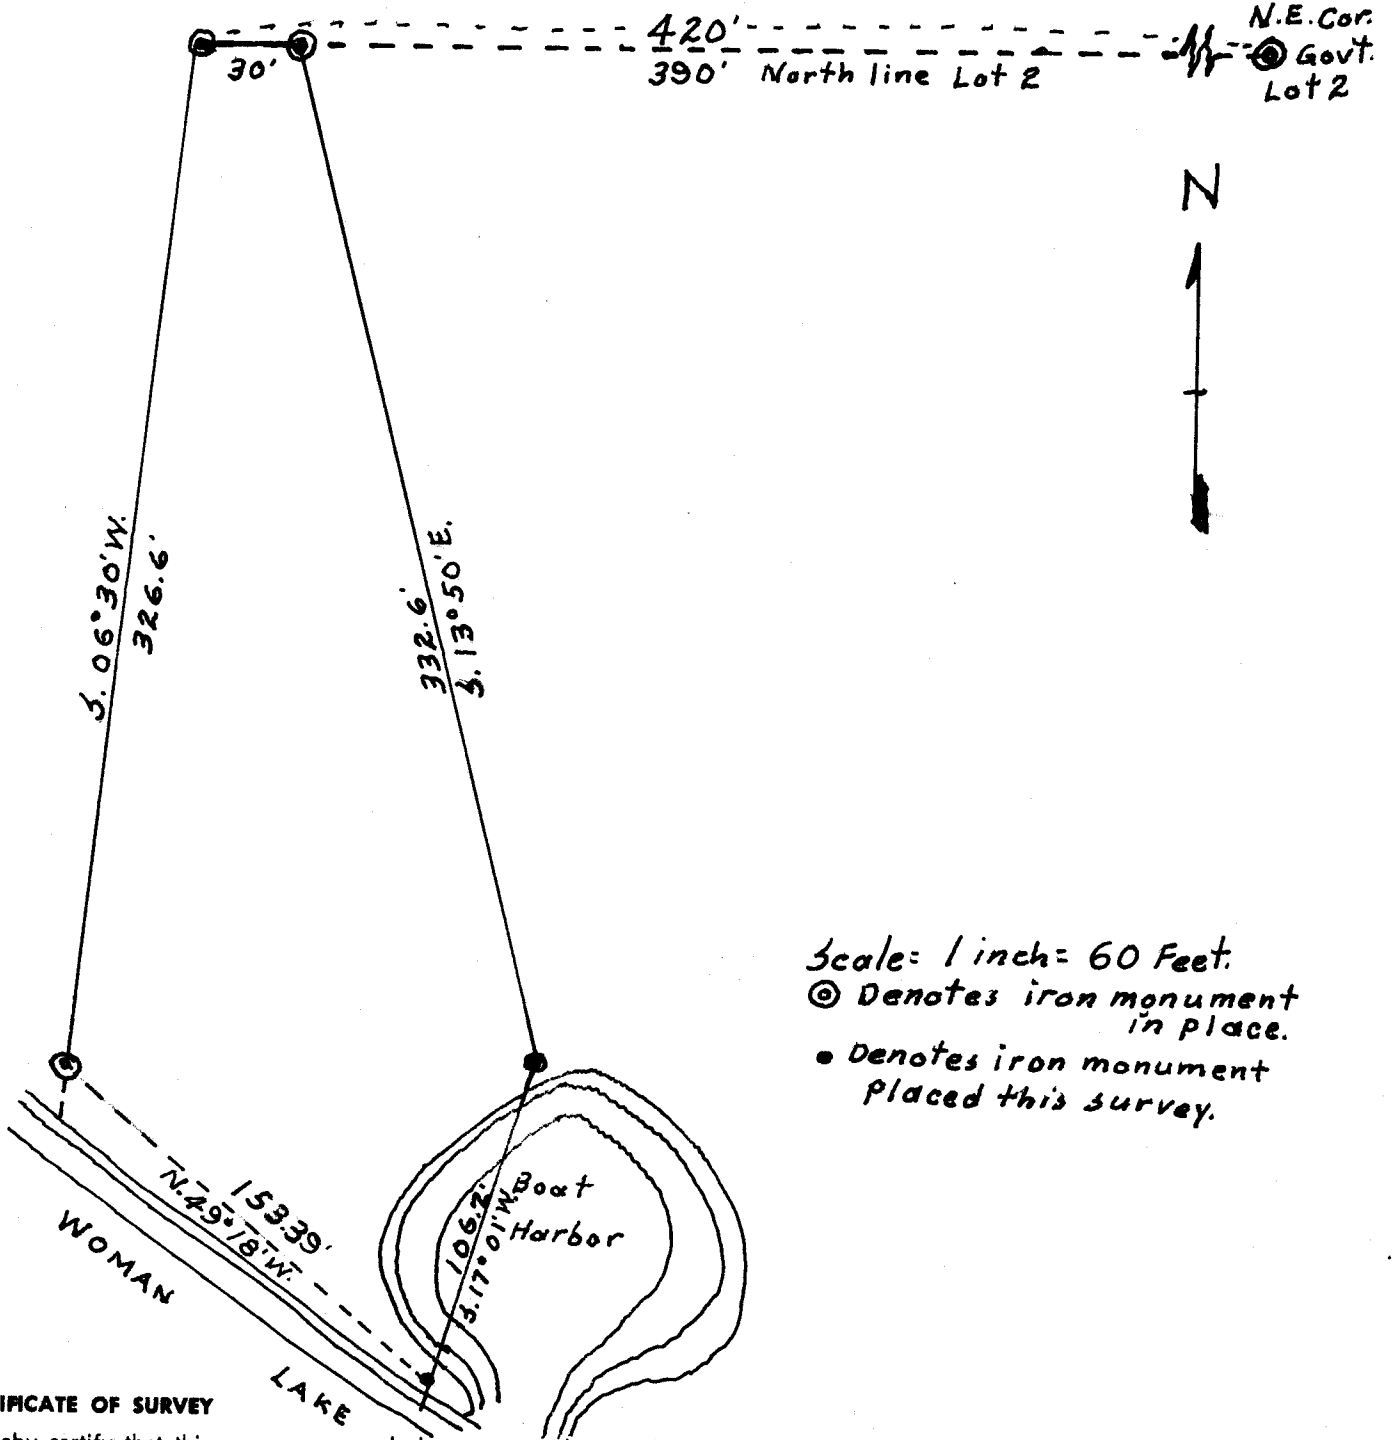 420'
N.E. Cor.
30'
390' North line Lot 2
Gov't.
Lot 2
N
S. 06°30'W.
326.6'
332.6'
S. 13°50'E.
Scale= 1 inch= 60 Feet.
Denotes iron monument
in place.
Denotes iron monument
Placed this survey.
153.39'
N.49°18'W.
106.2'
S.17°01'W.
Boat
Harbor
WOMAN
LAKE
IFICATE OF SURVEY